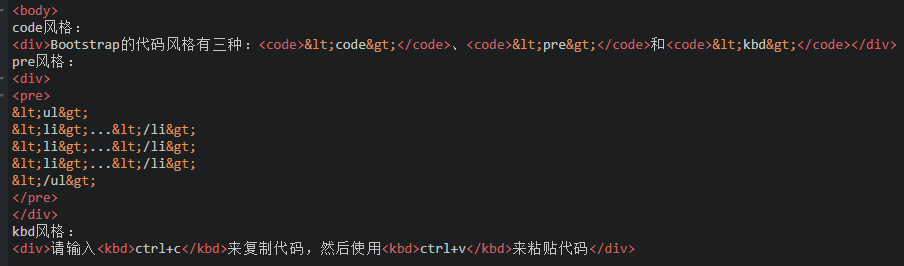 <body>
code风格：
<div>Bootstrap的代码风格有三种：<code>&lt;code&gt;</code>、<code>&lt;pre&gt;</code>和<code>&lt;kbd&gt;</code></div>
pre风格：
<div>
<pre>
&lt;ul&gt;
&lt;li&gt;...&lt;/li&gt;
&lt;li&gt;...&lt;/li&gt;
&lt;li&gt;...&lt;/li&gt;
&lt;/ul&gt;
</pre>
</div>
kbd风格：
<div>请输入<kbd>ctrl+c</kbd>来复制代码，然后使用<kbd>ctrl+v</kbd>来粘贴代码</div>